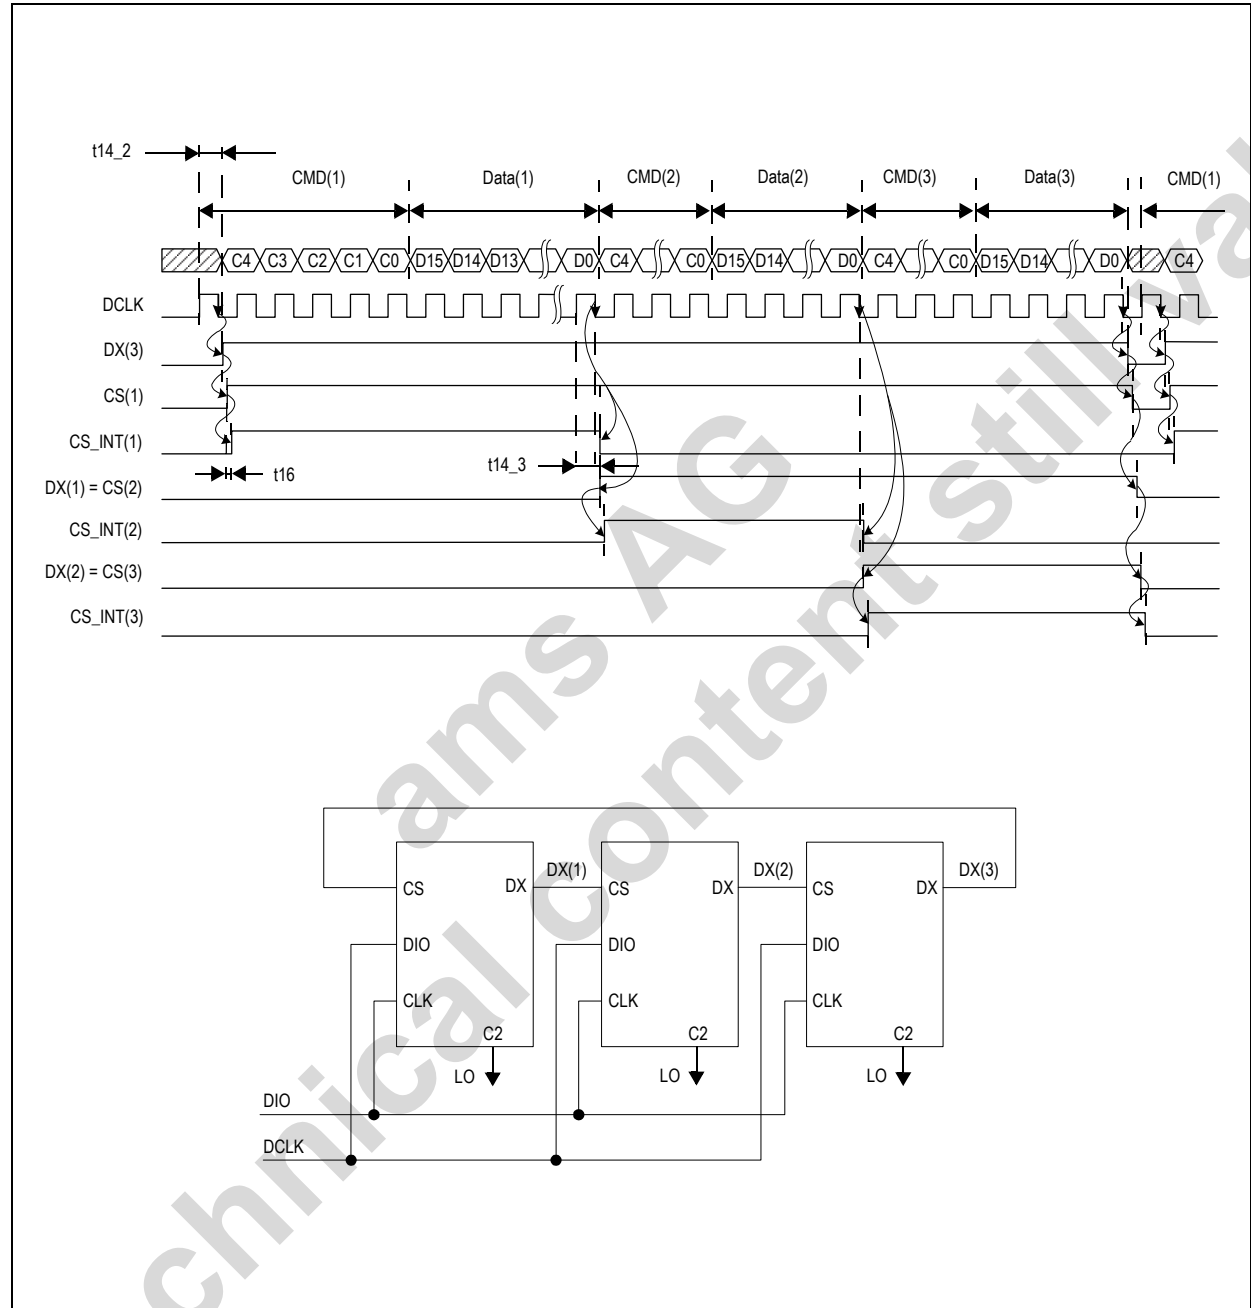 t14_2
CMD(1) Data(1) CMD(2) Data(2) CMD(3) Data(3) CMD(1)
C4 C3 C2 C1 C0 D15 D14 D13 D0 C4 C0 D15 D14 D0 C4 C0 D15 D14 D0 C4
DCLK
DX(3)
CS(1)
CS_INT(1)
t14_3
t16
DX(1) = CS(2)
CS_INT(2)
DX(2) = CS(3)
CS_INT(3)
CS DX DX(1) CS DX DX(2) CS DX DX(3)
DIO DIO DIO
CLK CLK CLK
C2 C2 C2
LO LO LO
DIO
DCLK
ams AG
chnical content still val